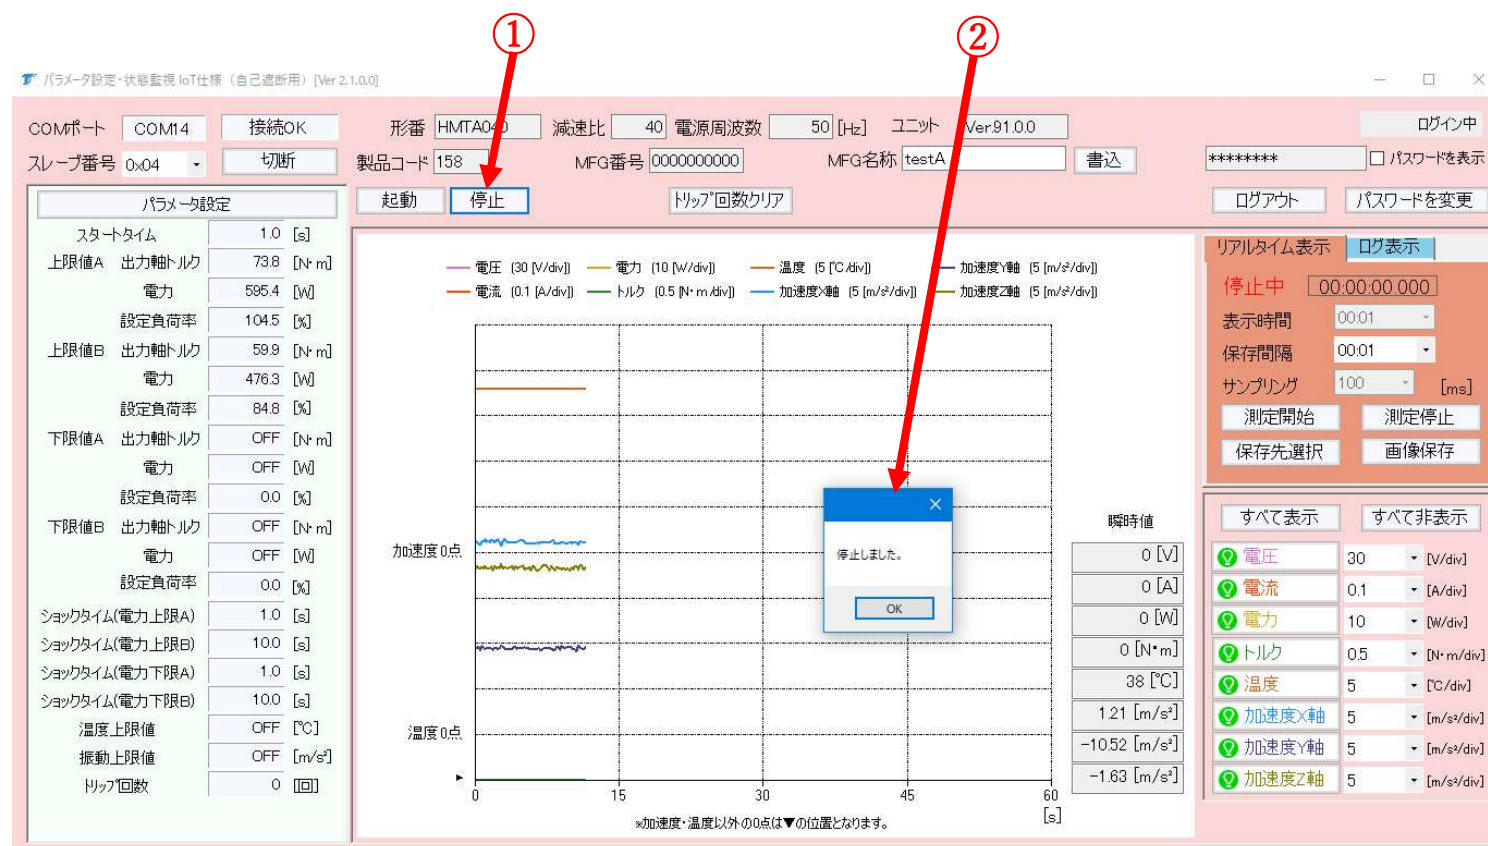 ① ②
パラメータ設定・状態監視 IoT仕様（自己遮断用）[Ver 2.1.0.0]
COMポート COM14 接続OK 形番 HMTA040 減速比 40 電源周波数 50 [Hz] ユニット Ver.91.0.0 ログイン中
スレーブ番号 0x04 切断 製品コード 158 MFG番号 0000000000 MFG名称 testA 書込 ******** パスワードを表示
起動 停止 トリップ回数クリア ログアウト パスワードを変更
パラメータ設定
スタートタイム 1.0 [s]
上限値A 出力軸トルク 73.8 [N・m]
電力 595.4 [W]
設定負荷率 104.5 [%]
上限値B 出力軸トルク 59.9 [N・m]
電力 476.3 [W]
設定負荷率 84.8 [%]
下限値A 出力軸トルク OFF [N・m]
電力 OFF [W]
設定負荷率 0.0 [%]
下限値B 出力軸トルク OFF [N・m]
電力 OFF [W]
設定負荷率 0.0 [%]
ショックタイム(電力上限A) 1.0 [s]
ショックタイム(電力上限B) 10.0 [s]
ショックタイム(電力下限A) 1.0 [s]
ショックタイム(電力下限B) 10.0 [s]
温度上限値 OFF [℃]
振動上限値 OFF [m/s²]
トリップ回数 0 [回]
電圧 (30 [V/div]) 電力 (10 [W/div]) 温度 (5 [℃/div]) 加速度Y軸 (5 [m/s²/div])
電流 (0.1 [A/div]) トルク (0.5 [N・m/div]) 加速度X軸 (5 [m/s²/div]) 加速度Z軸 (5 [m/s²/div])
加速度0点
温度0点
0 15 30 45 60
[s]
※加速度・温度以外の0点は▼の位置となります。
停止しました。
OK
瞬時値
0 [V]
0 [A]
0 [W]
0 [N・m]
38 [℃]
1.21 [m/s²]
-10.52 [m/s²]
-1.63 [m/s²]
リアルタイム表示 ログ表示
停止中 00:00:00.000
表示時間 00:01
保存間隔 00:01
サンプリング 100 [ms]
測定開始 測定停止
保存先選択 画像保存
すべて表示 すべて非表示
電圧 30 [V/div]
電流 0.1 [A/div]
電力 10 [W/div]
トルク 0.5 [N・m/div]
温度 5 [℃/div]
加速度X軸 5 [m/s²/div]
加速度Y軸 5 [m/s²/div]
加速度Z軸 5 [m/s²/div]